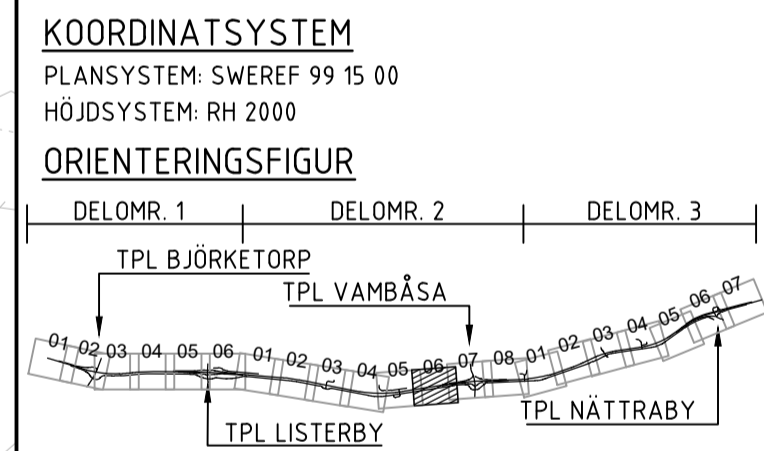 KOORDINATSYSTEM
PLANSYSTEM: SWEREF 99 15 00
HÖJDSYSTEM: RH 2000
ORIENTERINGSFIGUR
DELOMR. 1 DELOMR. 2 DELOMR. 3
TPL BJÖRKETORP
TPL VAMBÅSA
01 02 03 04 05 06 01 02 03 04 05 06 07 08 01 02 03 04 05 06 07
TPL NÄTTRABY
TPL LISTERBY